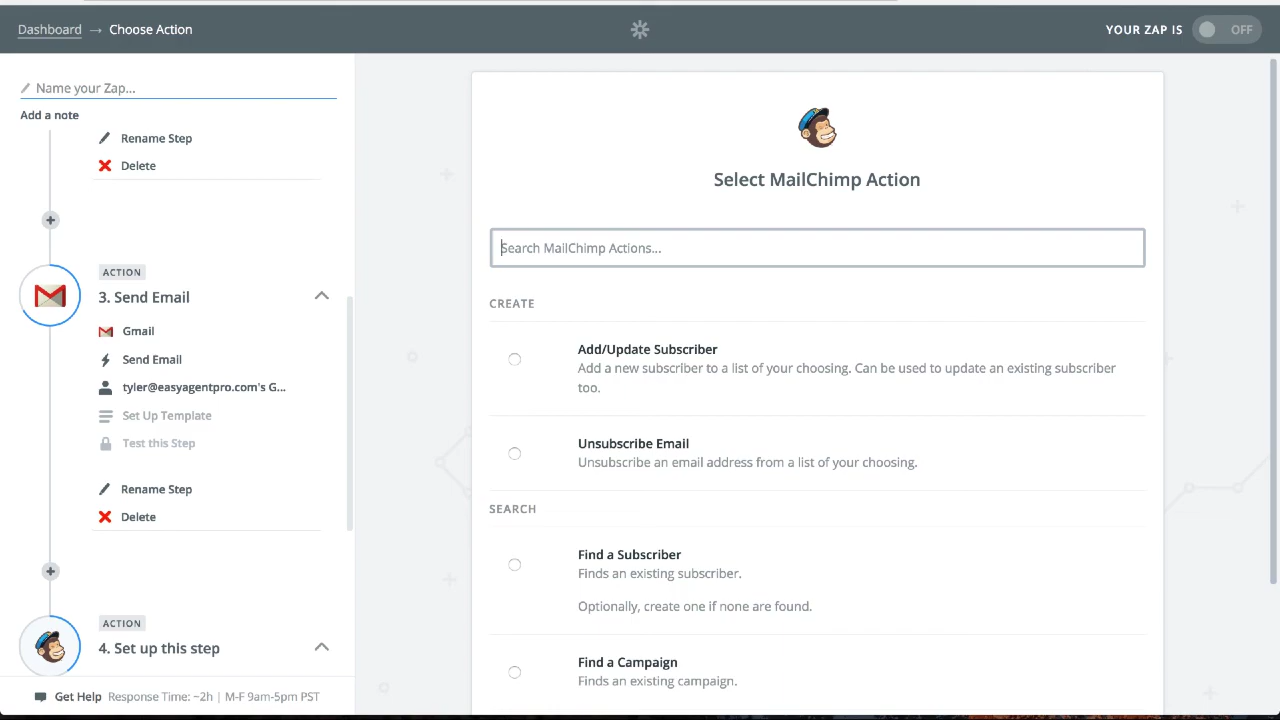 Dashboard → Choose Action
YOUR ZAP IS OFF
Name your Zap...
Add a note
Rename Step
Delete
ACTION
3. Send Email
Gmail
Send Email
tyler@easyagentpro.com's G...
Set Up Template
Test this Step
Rename Step
Delete
ACTION
4. Set up this step
Get Help Response Time: ~2h | M-F 9am-5pm PST
Select MailChimp Action
Search MailChimp Actions...
CREATE
Add/Update Subscriber
Add a new subscriber to a list of your choosing. Can be used to update an existing subscriber
too.
Unsubscribe Email
Unsubscribe an email address from a list of your choosing.
SEARCH
Find a Subscriber
Finds an existing subscriber.
Optionally, create one if none are found.
Find a Campaign
Finds an existing campaign.